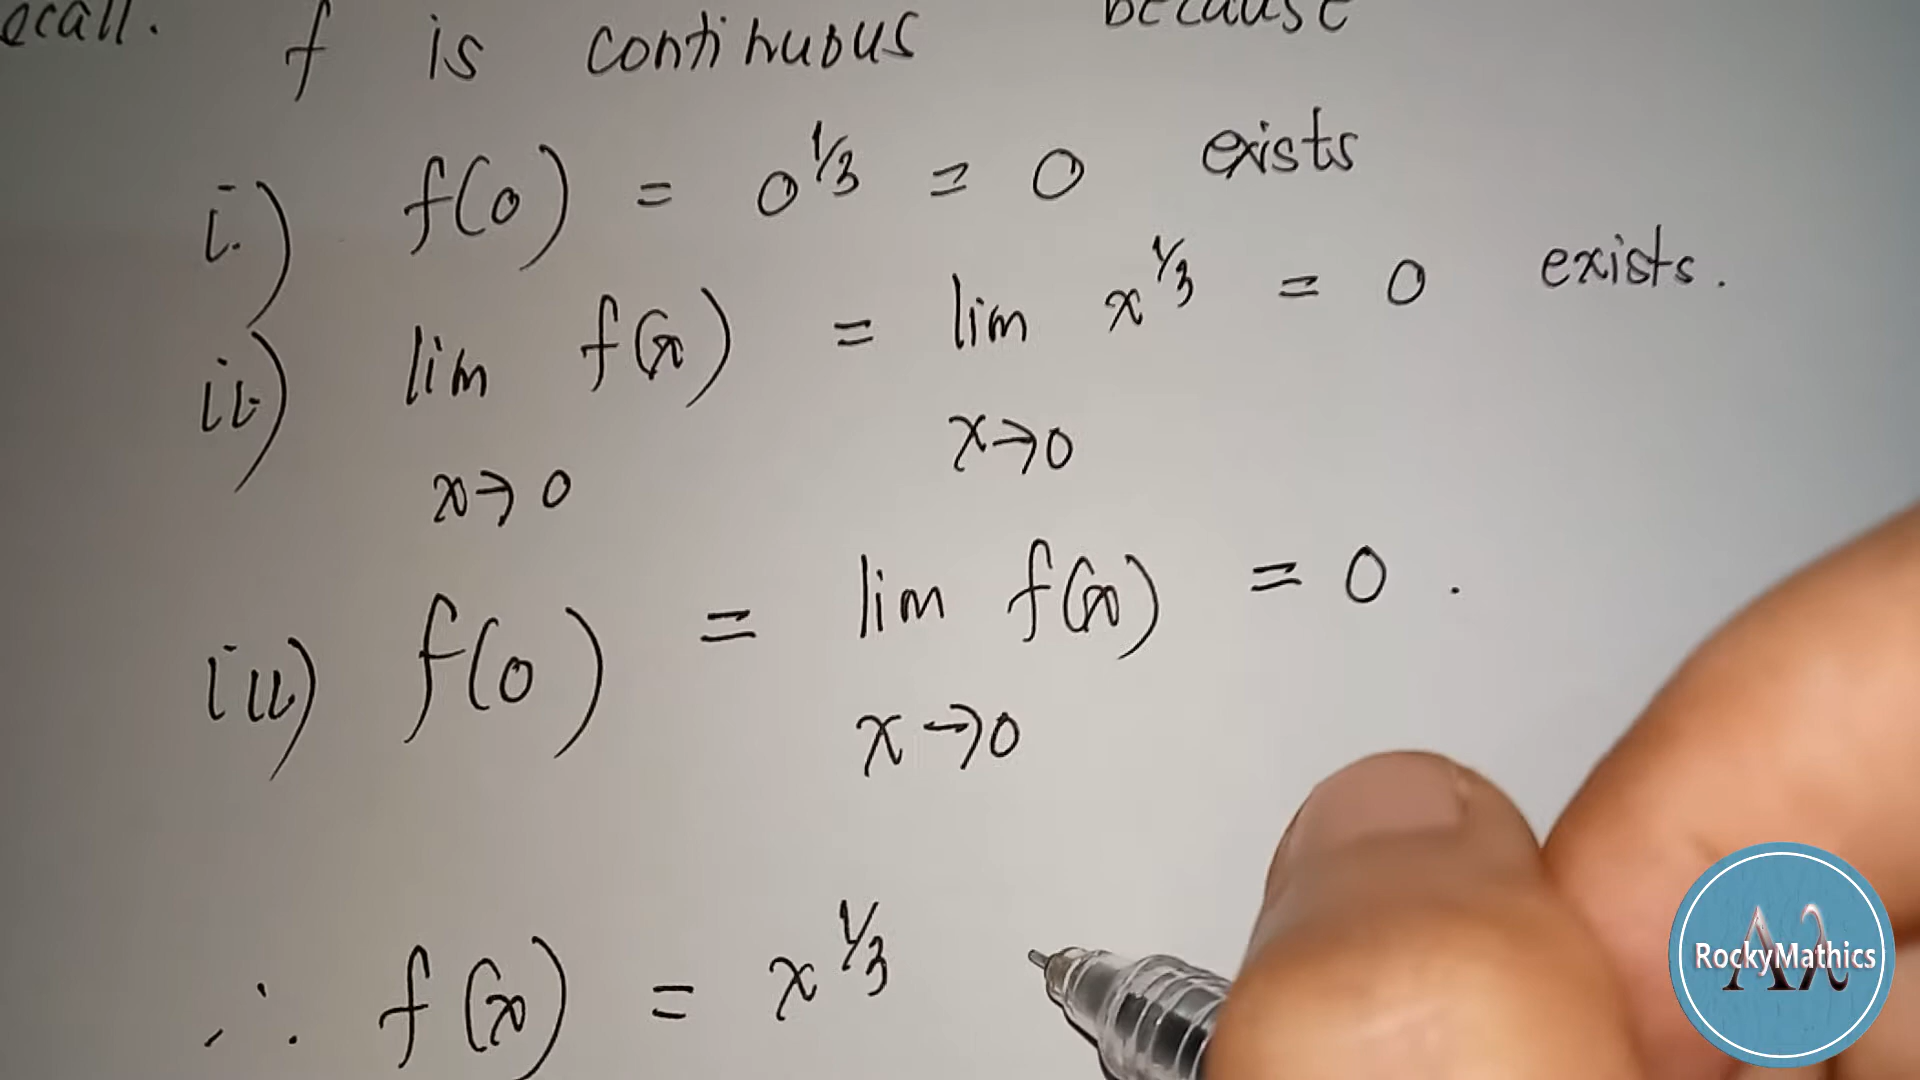 ecall. f is continuous because
i) f(0) = 0^1/3 = 0 exists
ii) lim f(x) = lim x^1/3 = 0 exists.
x→0 x→0
iii) f(0) = lim f(x) = 0.
x→0
∴ f(x) = x^1/3
RockyMathics